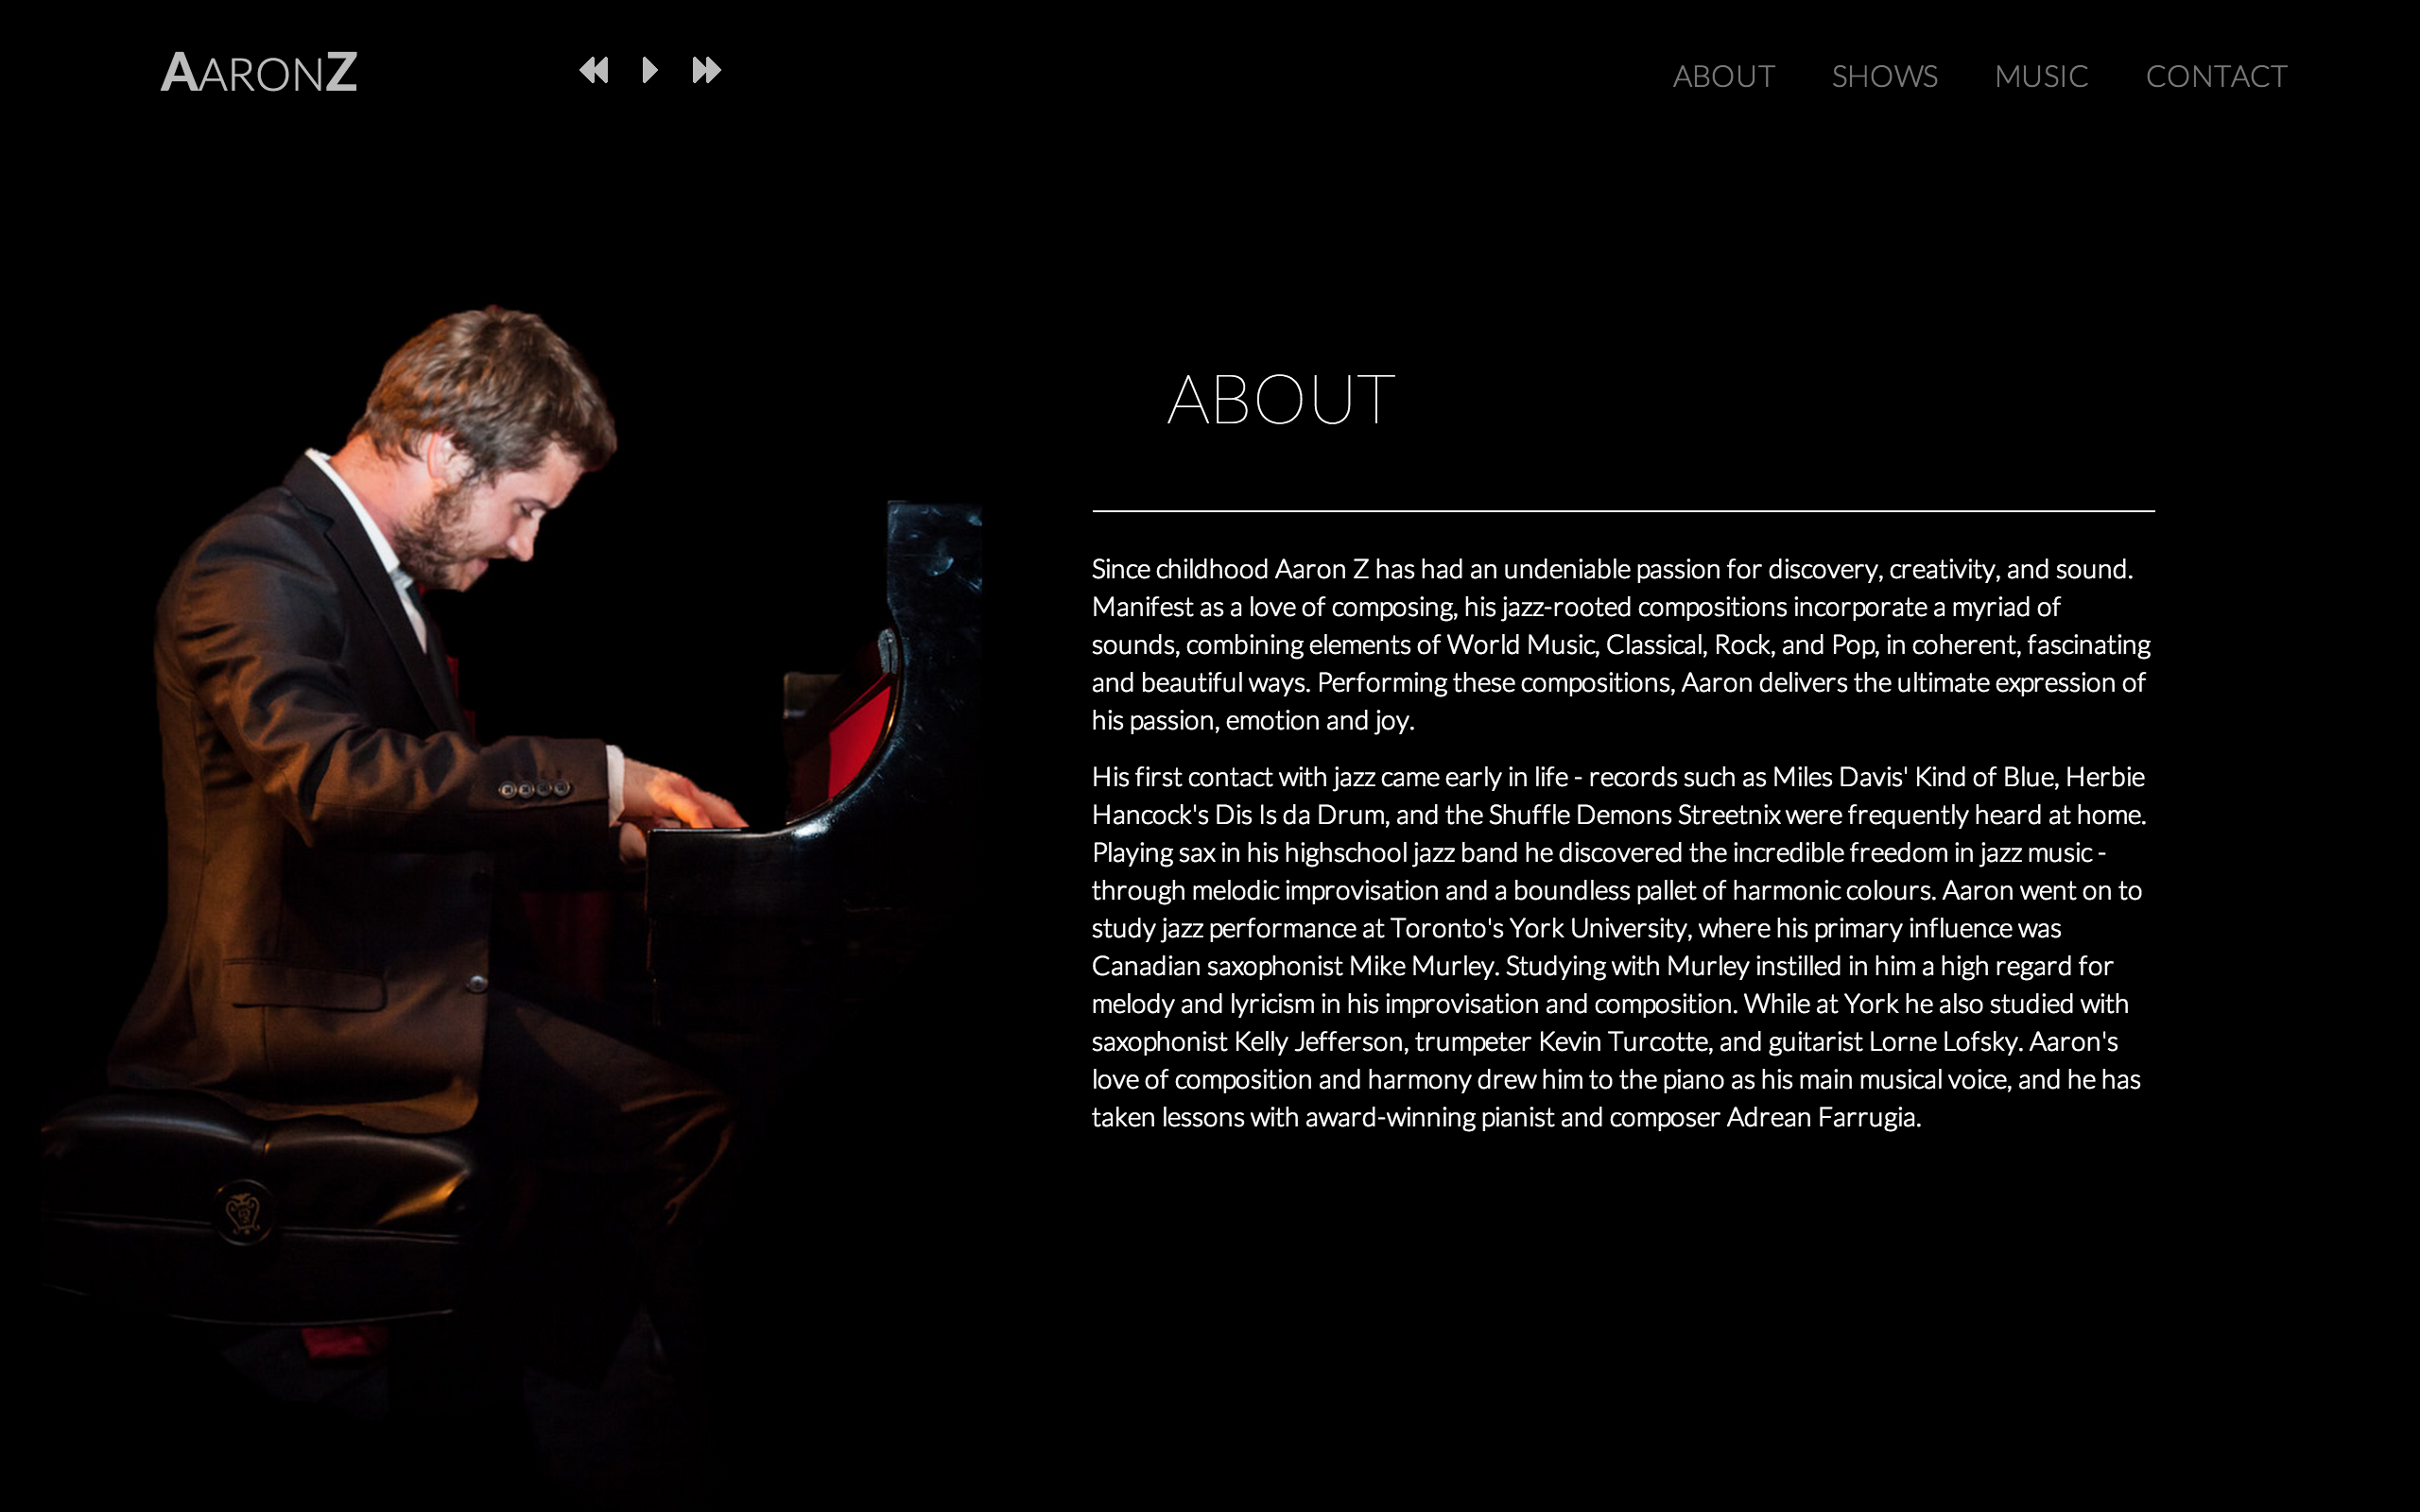 AARONZ
ABOUT SHOWS MUSIC CONTACT
ABOUT
Since childhood Aaron Z has had an undeniable passion for discovery, creativity, and sound.
Manifest as a love of composing, his jazz-rooted compositions incorporate a myriad of
sounds, combining elements of World Music, Classical, Rock, and Pop, in coherent, fascinating
and beautiful ways. Performing these compositions, Aaron delivers the ultimate expression of
his passion, emotion and joy.
His first contact with jazz came early in life - records such as Miles Davis' Kind of Blue, Herbie
Hancock's Dis Is da Drum, and the Shuffle Demons Streetnix were frequently heard at home.
Playing sax in his highschool jazz band he discovered the incredible freedom in jazz music -
through melodic improvisation and a boundless pallet of harmonic colours. Aaron went on to
study jazz performance at Toronto's York University, where his primary influence was
Canadian saxophonist Mike Murley. Studying with Murley instilled in him a high regard for
melody and lyricism in his improvisation and composition. While at York he also studied with
saxophonist Kelly Jefferson, trumpeter Kevin Turcotte, and guitarist Lorne Lofsky. Aaron's
love of composition and harmony drew him to the piano as his main musical voice, and he has
taken lessons with award-winning pianist and composer Adrean Farrugia.